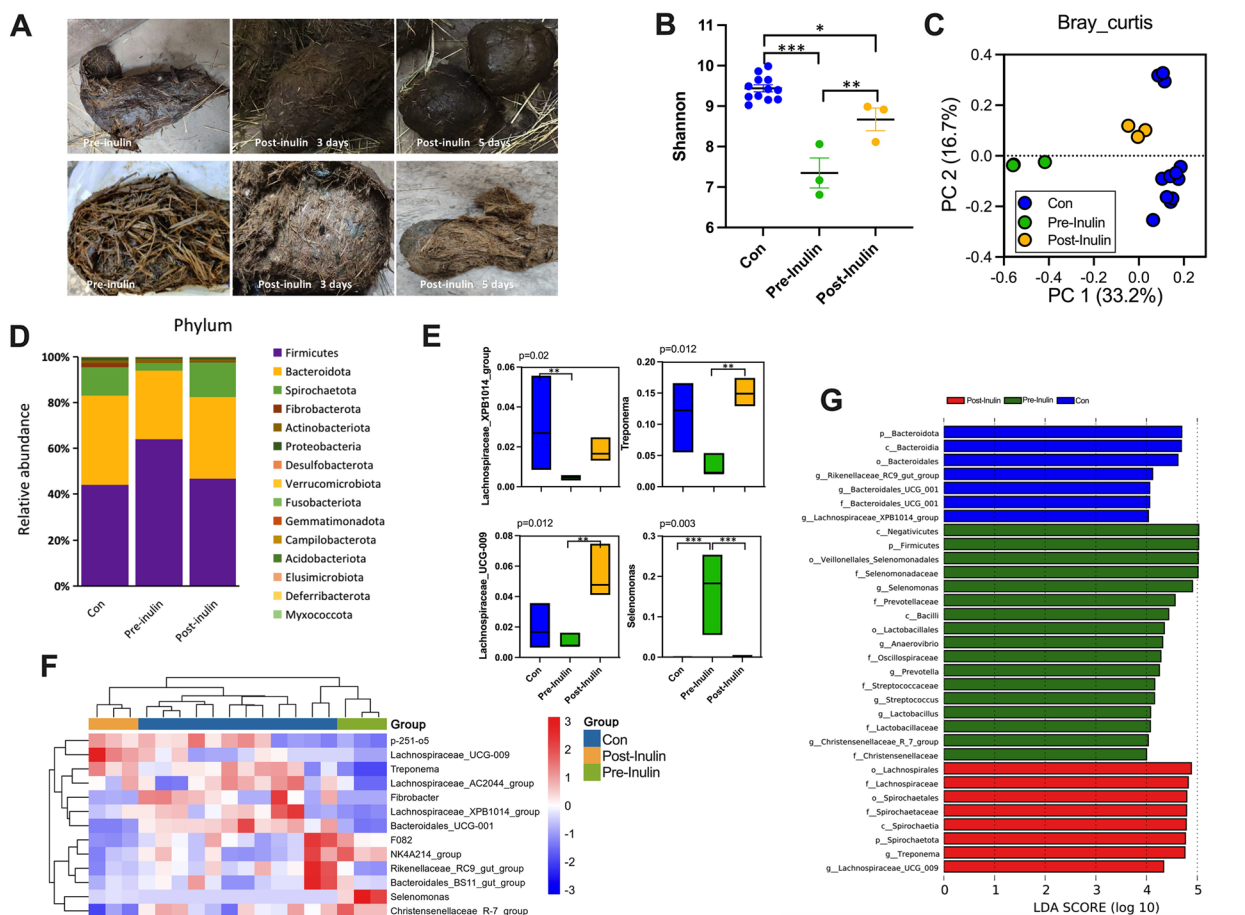 A
Pre-inulin
Post-inulin 3 days
Post-inulin 5 days
Pre-inulin
Post-inulin 3 days
Post-inulin 5 days
B
Shannon
11
10
9
8
7
6
*
***
**
Con
Pre-Inulin
Post-Inulin
C
Bray_curtis
PC 2 (16.7%)
0.4
0.2
0.0
-0.2
-0.4
Con
Pre-Inulin
Post-Inulin
-0.6
-0.4
-0.2
0.0
0.2
PC 1 (33.2%)
D
Phylum
Relative abundance
100%
80%
60%
40%
20%
0%
Con
Pre-inulin
Post-inulin
Firmicutes
Bacteroidota
Spirochaetota
Fibrobacterota
Actinobacteriota
Proteobacteria
Desulfobacterota
Verrucomicrobiota
Fusobacteriota
Gemmatimonadota
Campilobacterota
Acidobacteriota
Elusimicrobiota
Deferribacterota
Myxococcota
E
p=0.02
Lachnospiraceae_XPB1014_group
0.06
0.04
0.02
0.00
**
p=0.012
Treponema
0.20
0.15
0.10
0.05
0.00
**
p=0.012
Lachnospiraceae_UCG-009
0.08
0.06
0.04
0.02
0.00
**
Con
Pre-Inulin
Post-Inulin
p=0.003
Selenomonas
0.3
0.2
0.1
0.0
***
***
Con
Pre-Inulin
Post-Inulin
F
Group
p-251-o5
Lachnospiraceae_UCG-009
Treponema
Lachnospiraceae_AC2044_group
Fibrobacter
Lachnospiraceae_XPB1014_group
Bacteroidales_UCG-001
F082
NK4A214_group
Rikenellaceae_RC9_gut_group
Bacteroidales_BS11_gut_group
Selenomonas
Christensenellaceae_R-7_group
3
2
1
0
-1
-2
-3
Group
Con
Post-Inulin
Pre-Inulin
G
Post-Inulin
Pre-Inulin
Con
p__Bacteroidota
c__Bacteroidia
o__Bacteroidales
g__Rikenellaceae_RC9_gut_group
g__Bacteroidales_UCG_001
f__Bacteroidales_UCG_001
g__Lachnospiraceae_XPB1014_group
c__Negativicutes
p__Firmicutes
o__Veillonellales_Selenomonadales
f__Selenomonadaceae
g__Selenomonas
f__Prevotellaceae
c__Bacilli
o__Lactobacillales
g__Anaerovibrio
f__Oscillospiraceae
g__Prevotella
f__Streptococcaceae
g__Streptococcus
g__Lactobacillus
f__Lactobacillaceae
g__Christensenellaceae_R_7_group
f__Christensenellaceae
o__Lachnospirales
f__Lachnospiraceae
o__Spirochaetales
f__Spirochaetaceae
c__Spirochaetia
p__Spirochaetota
g__Treponema
g__Lachnospiraceae_UCG_009
0
1
2
3
4
5
LDA SCORE (log 10)